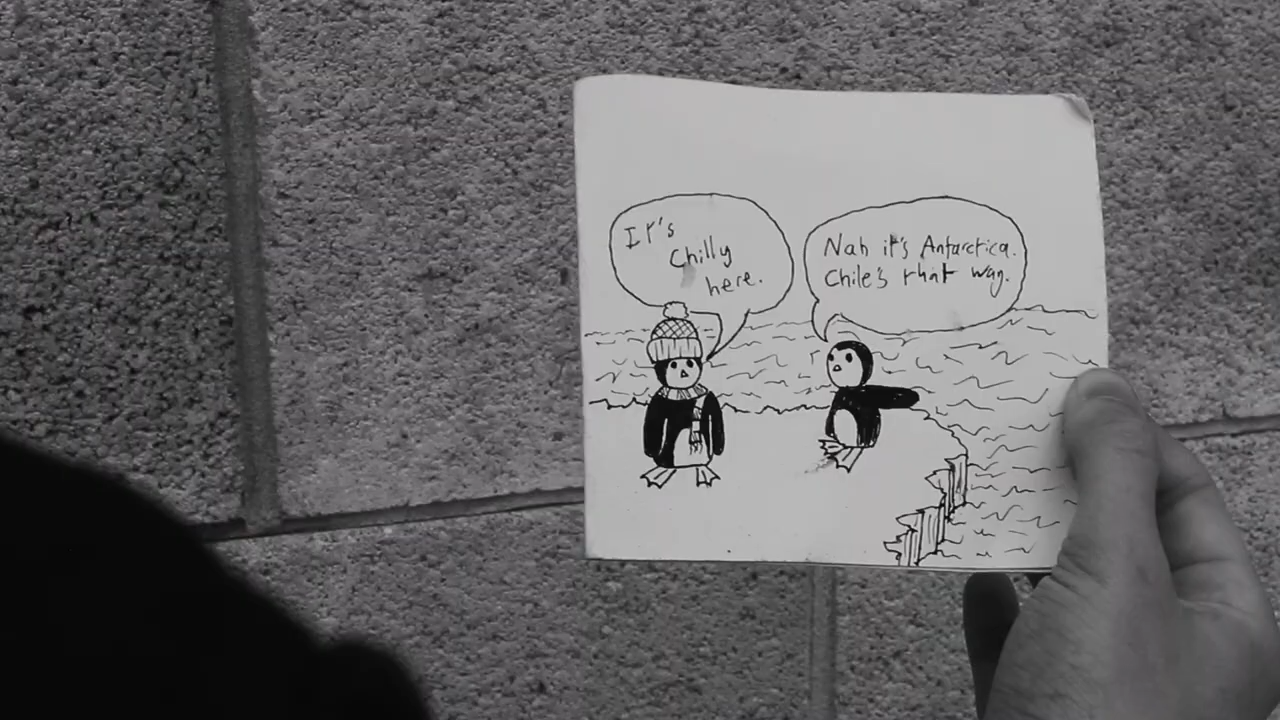 It's
Chilly
here.
Nah it's Antarctica.
Chile's that way.